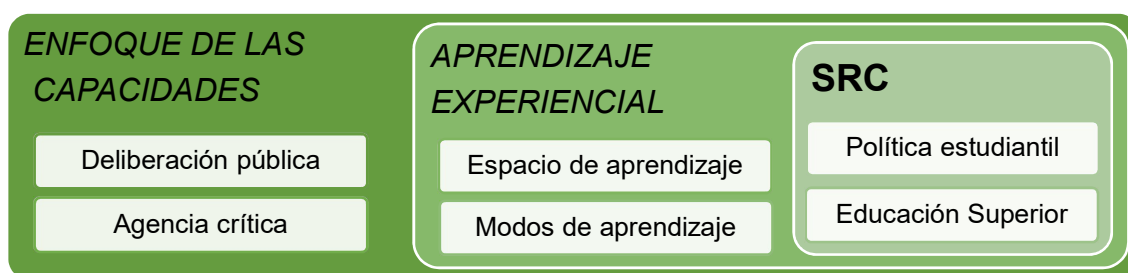 ENFOQUE DE LAS
CAPACIDADES
Deliberación pública
Agencia crítica
APRENDIZAJE
EXPERIENCIAL
Espacio de aprendizaje
Modos de aprendizaje
SRC
Política estudiantil
Educación Superior